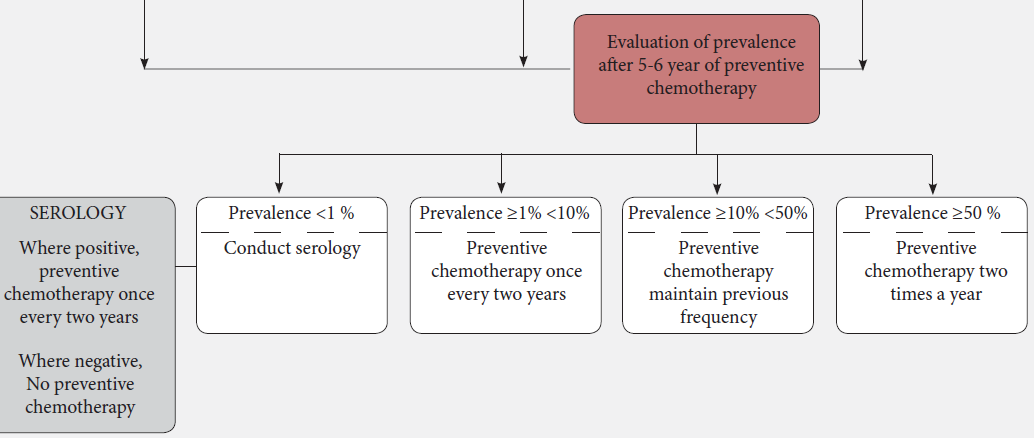 Evaluation of prevalence
after 5-6 year of preventive
chemotherapy
SEROLOGY
Where positive,
preventive
chemotherapy once
every two years
Where negative,
No preventive
chemotherapy
Prevalence <1 %
Conduct serology
Prevalence ≥1% <10%
Preventive
chemotherapy once
every two years
Prevalence ≥10% <50%
Preventive
chemotherapy
maintain previous
frequency
Prevalence ≥50 %
Preventive
chemotherapy two
times a year